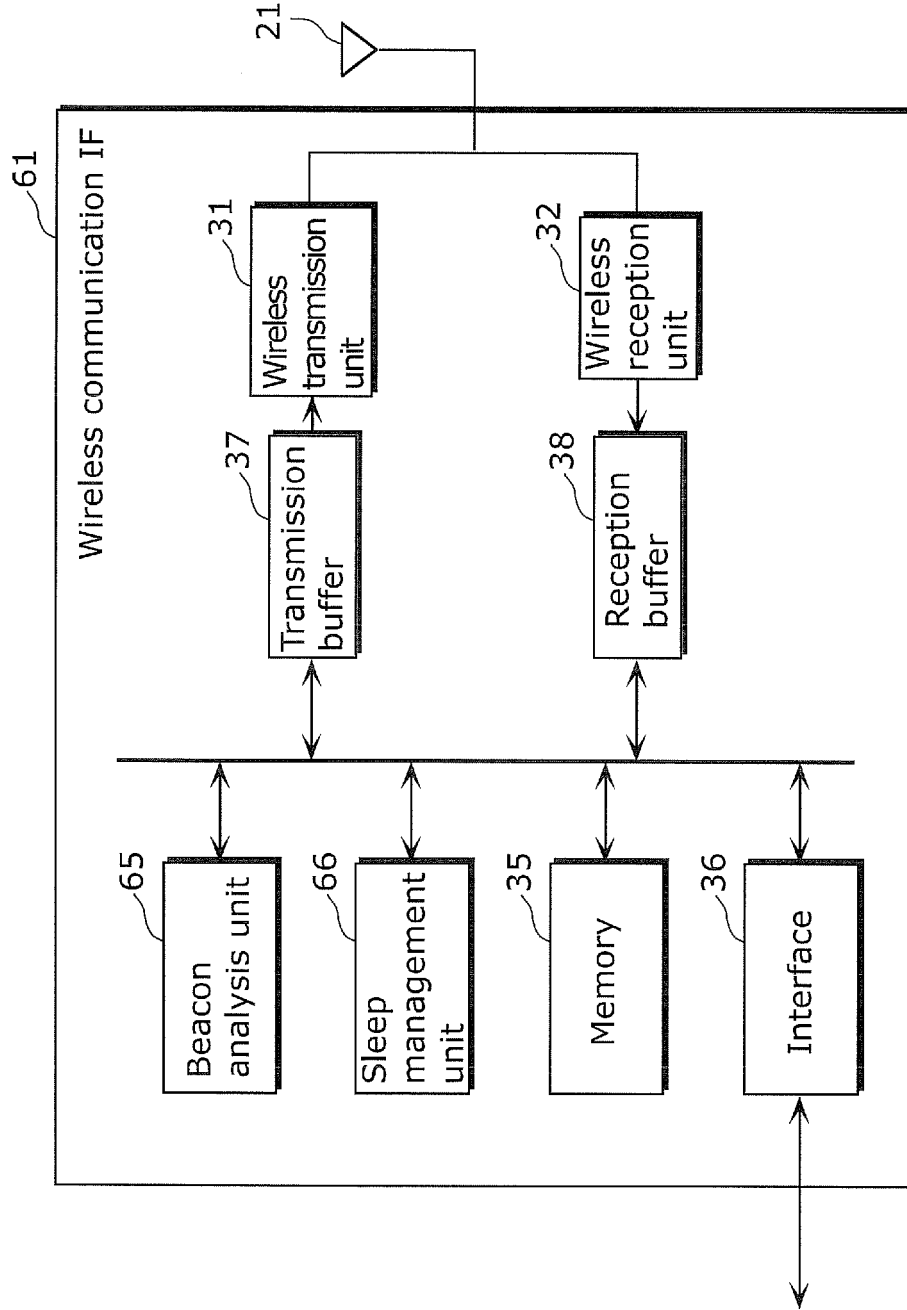 61
Wireless communication IF
21
65
Beacon
analysis unit
37
Transmission
buffer
31
Wireless
transmission
unit
66
Sleep
management
unit
35
Memory
38
Reception
buffer
32
Wireless
reception
unit
36
Interface